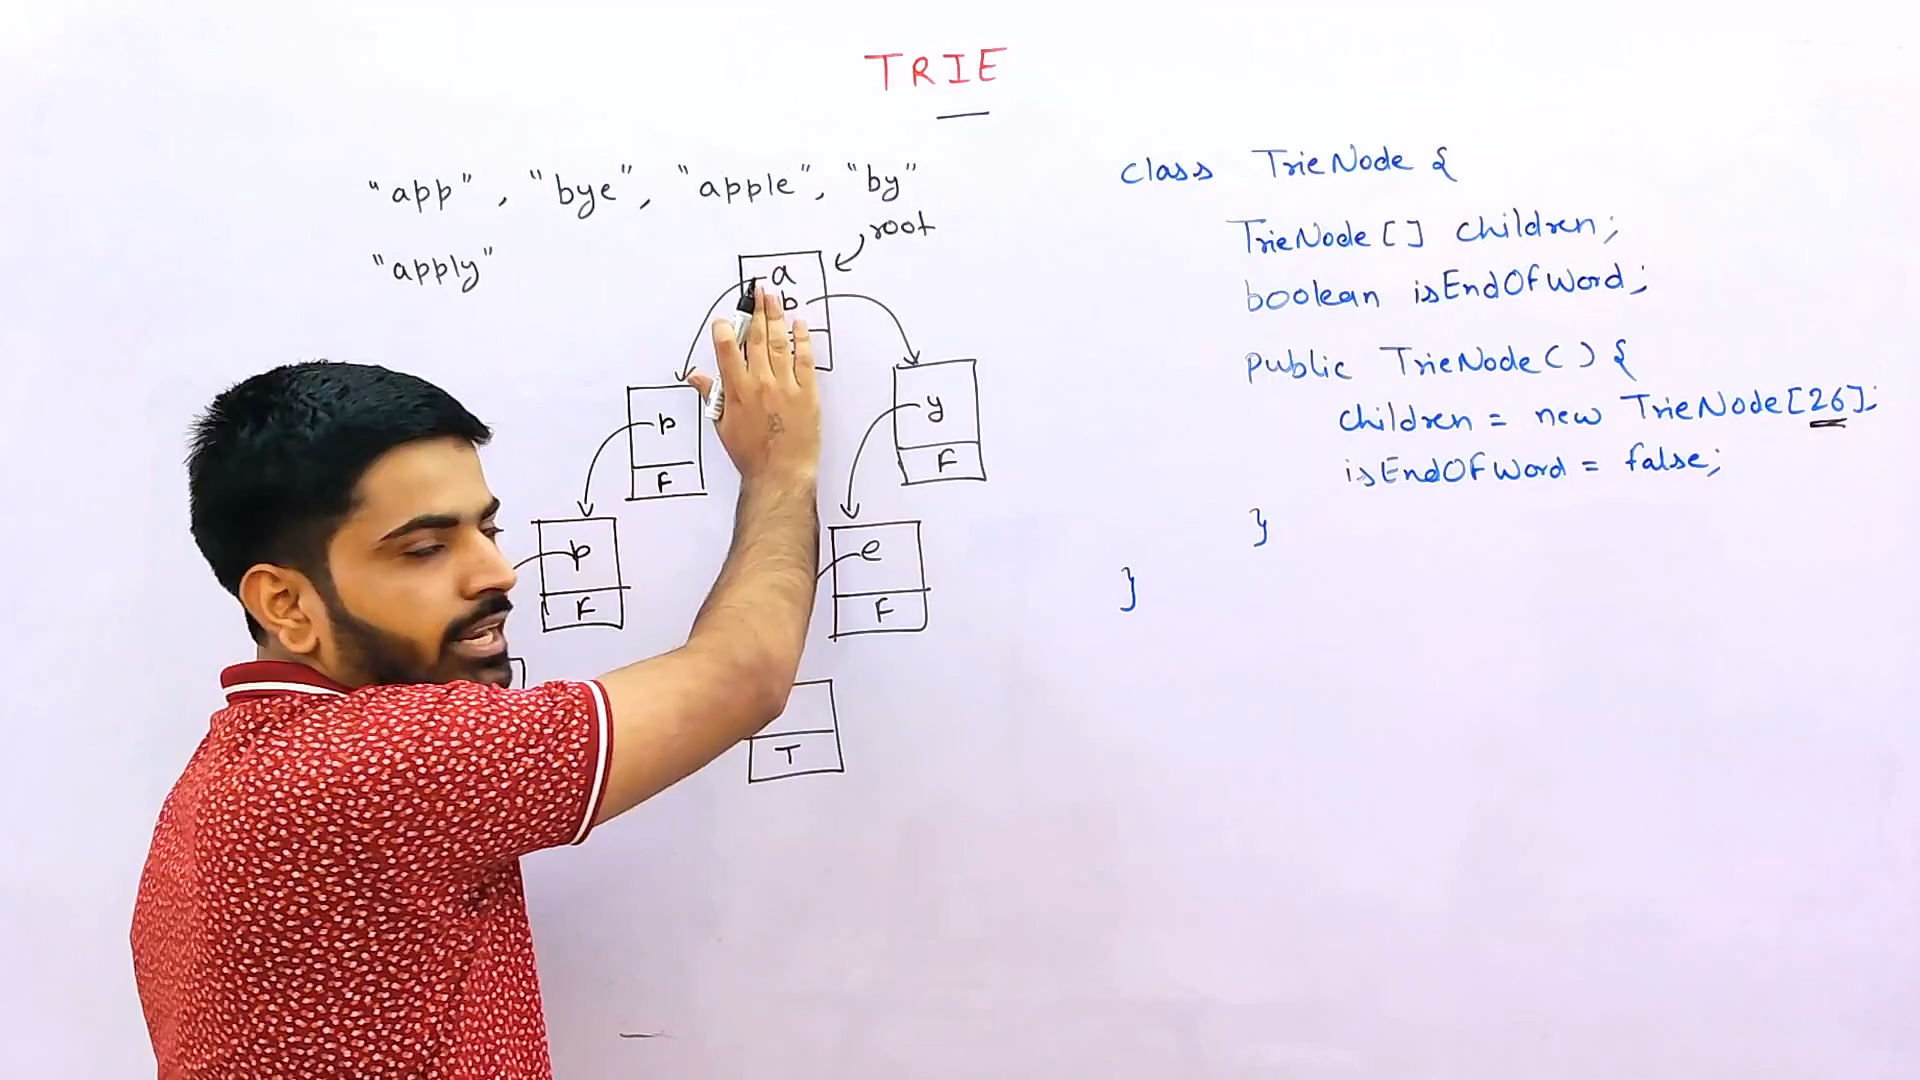 TRIE
"app", "bye", "apple", "by"
"apply"
root
a
b
p
F
y
F
p
F
e
F
T
class TrieNode {
TrieNode[] children;
boolean isEndOfWord;
public TrieNode() {
children = new TrieNode[26];
isEndOfWord = false;
}
}